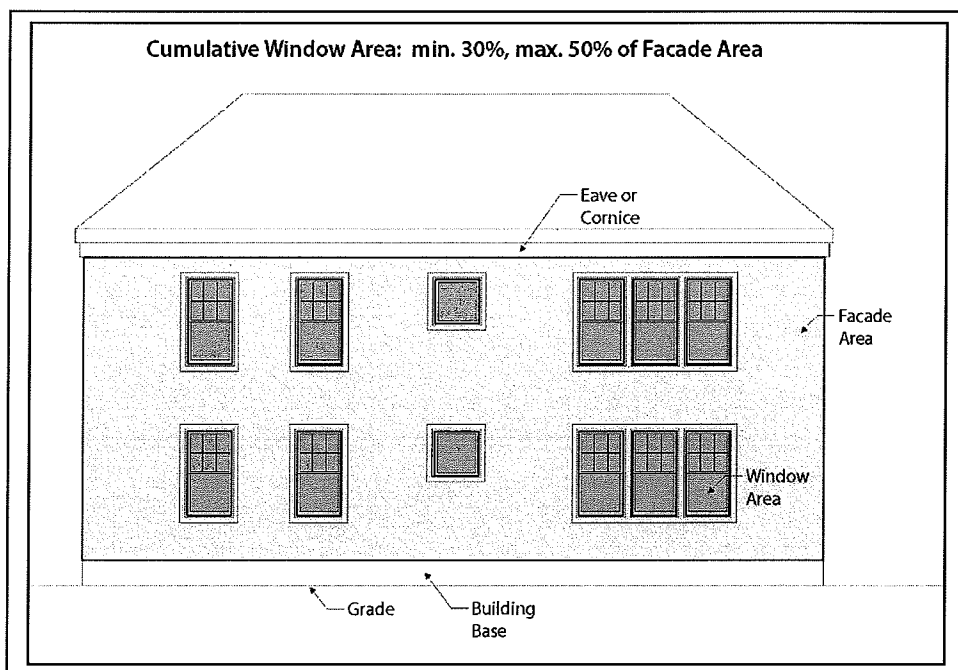 Cumulative Window Area: min. 30%, max. 50% of Facade Area
Eave or
Cornice
Facade
Area
Window
Area
Grade
Building
Base